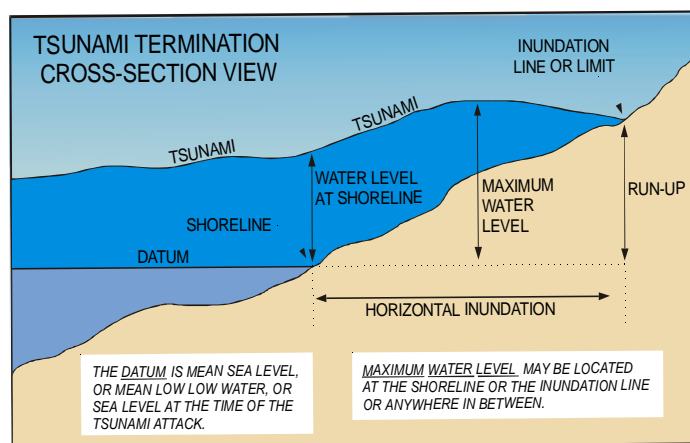 TSUNAMI TERMINATION
CROSS-SECTION VIEW
INUNDATION
LINE OR LIMIT
TSUNAMI
TSUNAMI
WATER LEVEL
AT SHORELINE
MAXIMUM
WATER
LEVEL
RUN-UP
SHORELINE
DATUM
HORIZONTAL INUNDATION
THE DATUM IS MEAN SEA LEVEL,
OR MEAN LOW LOW WATER, OR
SEA LEVEL AT THE TIME OF THE
TSUNAMI ATTACK.
MAXIMUM WATER LEVEL MAY BE LOCATED
AT THE SHORELINE OR THE INUNDATION LINE
OR ANYWHERE IN BETWEEN.